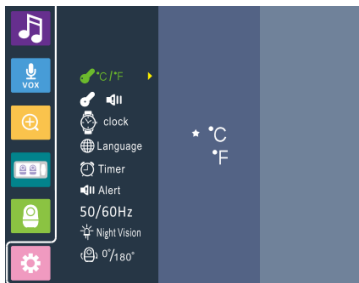 VOX
°C/°F
clock
Language
Timer
Alert
50/60Hz
Night Vision
0°/180°
°C
°F